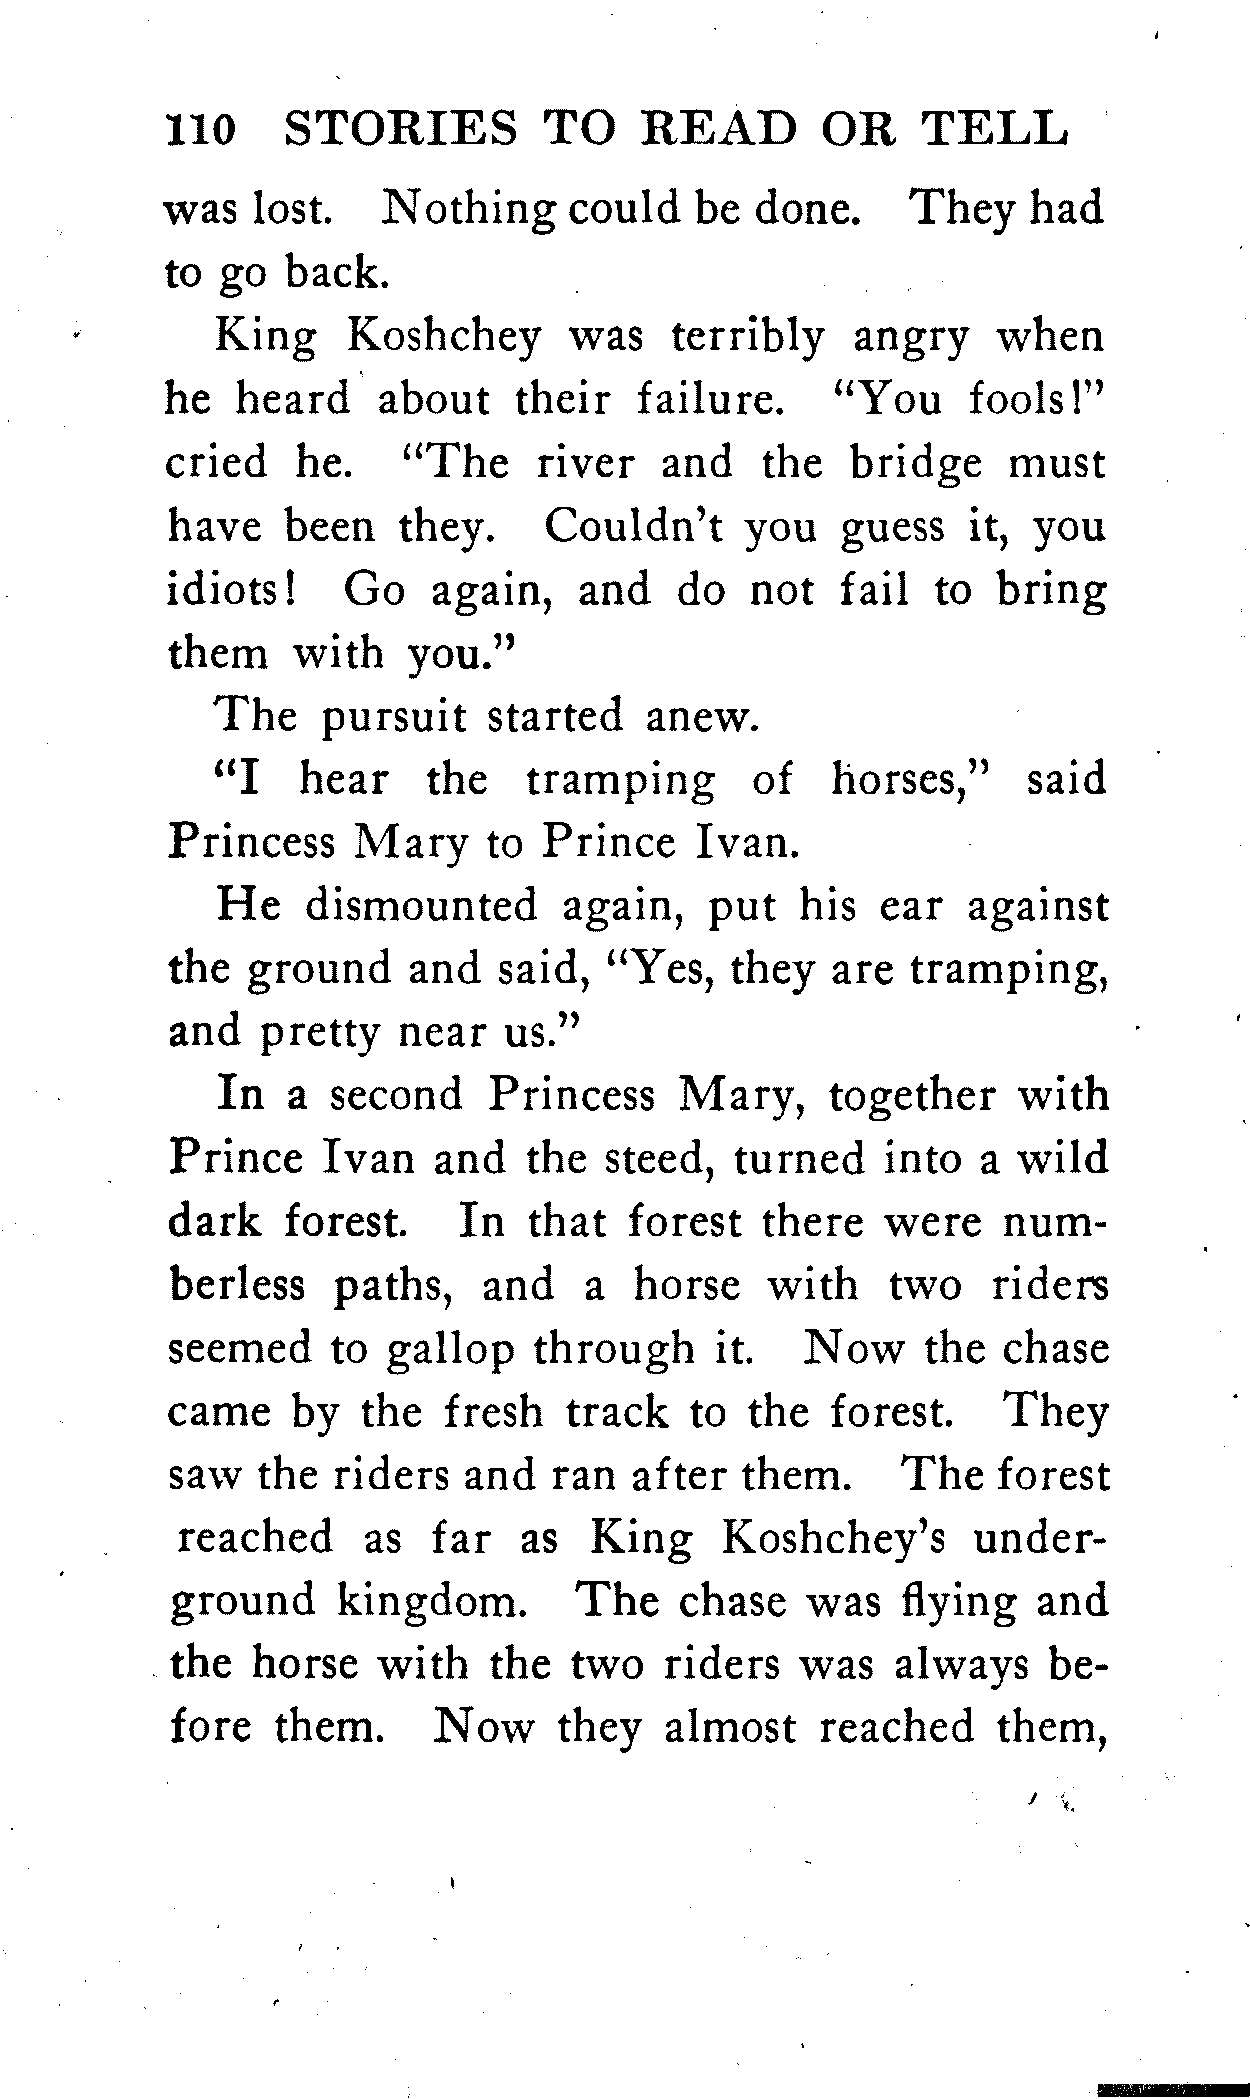 110 STORIES TO READ OR TELL
was lost. Nothing could be done. They had
to go back.
King Koshchey was terribly angry when
he heard about their failure. “You fools!”
cried he. “The river and the bridge must
have been they. Couldn’t you guess it, you
idiots! Go again, and do not fail to bring
them with you.”
The pursuit started anew.
“I hear the tramping of horses,” said
Princess Mary to Prince Ivan.
He dismounted again, put his ear against
the ground and said, “Yes, they are tramping,
and pretty near us.”
In a second Princess Mary, together with
Prince Ivan and the steed, turned into a wild
dark forest. In that forest there were num-
berless paths, and a horse with two riders
seemed to gallop through it. Now the chase
came by the fresh track to the forest. They
saw the riders and ran after them. The forest
reached as far as King Koshchey’s under-
ground kingdom. The chase was flying and
the horse with the two riders was always be-
fore them. Now they almost reached them,